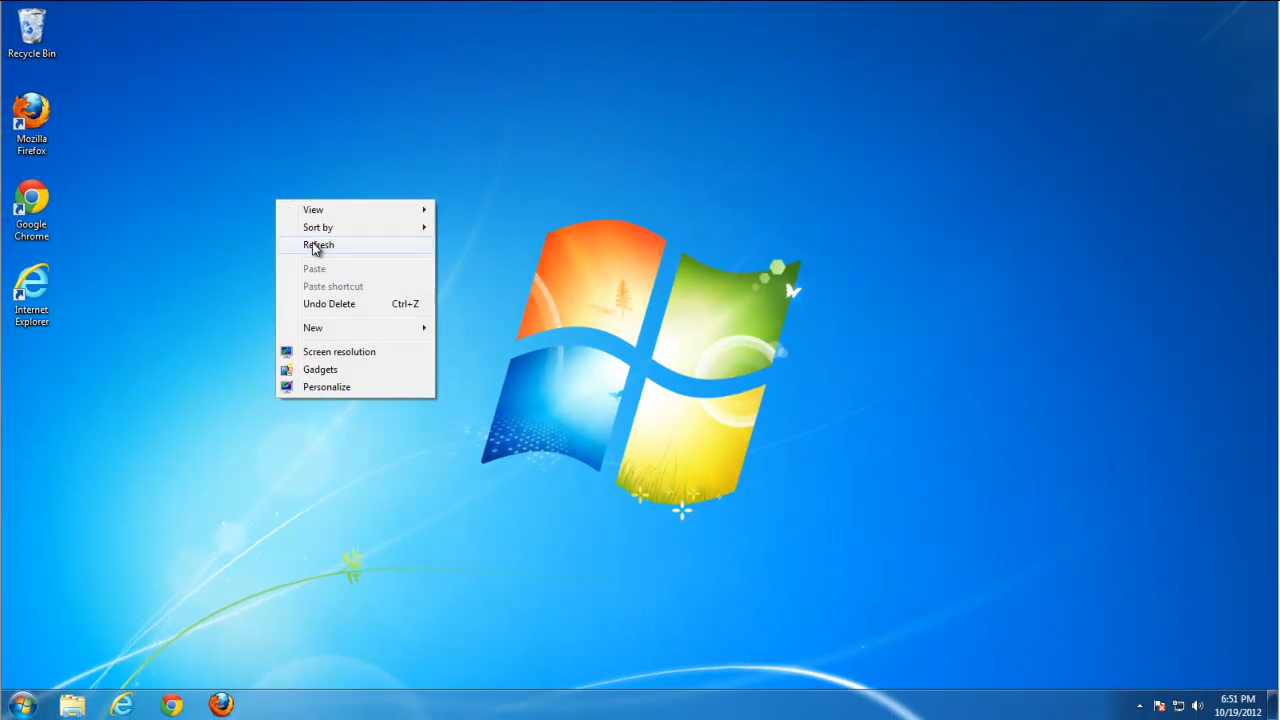 Recycle Bin
Mozilla
Firefox
Google
Chrome
Internet
Explorer
View
Sort by
Refresh
Paste
Paste shortcut
Undo Delete Ctrl+Z
New
Screen resolution
Gadgets
Personalize
6:51 PM
10/19/2012